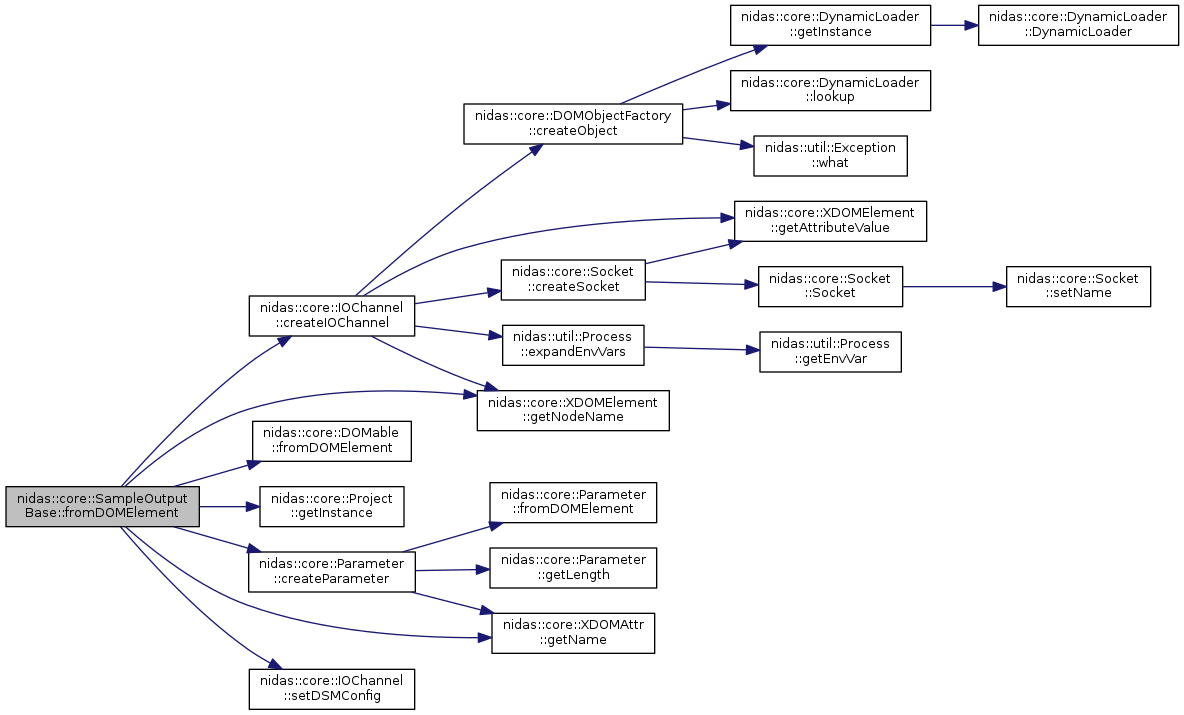 nidas::core::DynamicLoader
::getInstance
nidas::core::DynamicLoader
::DynamicLoader
nidas::core::DynamicLoader
::lookup
nidas::core::DOMObjectFactory
::createObject
nidas::util::Exception
::what
nidas::core::XDOMElement
::getAttributeValue
nidas::core::Socket
::createSocket
nidas::core::Socket
::Socket
nidas::core::Socket
::setName
nidas::core::IOChannel
::createIOChannel
nidas::util::Process
::expandEnvVars
nidas::util::Process
::getEnvVar
nidas::core::XDOMElement
::getNodeName
nidas::core::DOMable
::fromDOMElement
nidas::core::SampleOutput
Base::fromDOMElement
nidas::core::Project
::getInstance
nidas::core::Parameter
::fromDOMElement
nidas::core::Parameter
::createParameter
nidas::core::Parameter
::getLength
nidas::core::XDOMAttr
::getName
nidas::core::IOChannel
::setDSMConfig